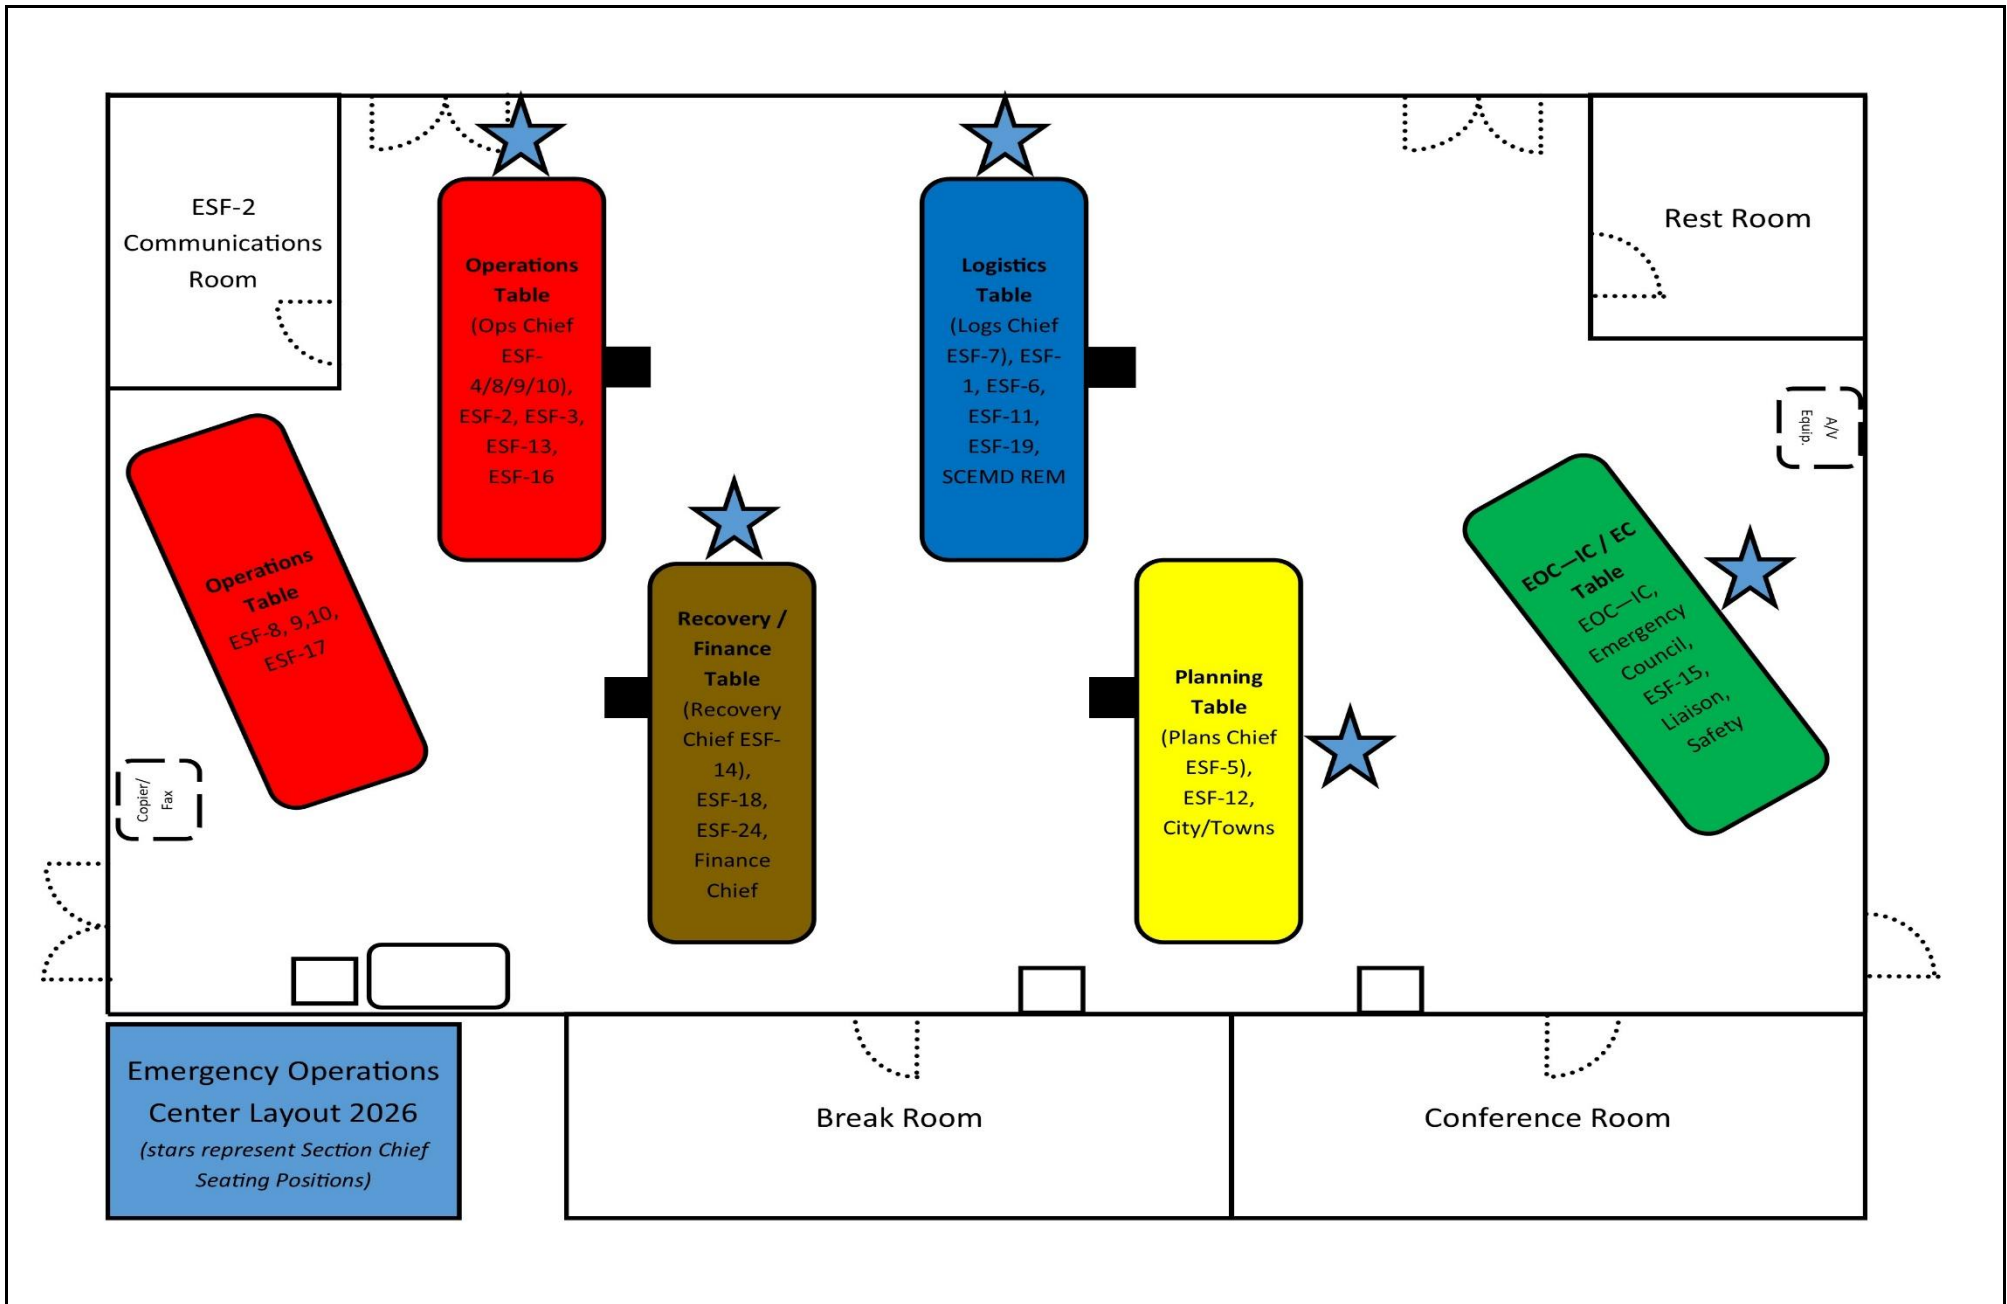 ESF-2
Communications
Room
Operations
Table
(Ops Chief
ESF-
4/8/9/10),
ESF-2, ESF-3,
ESF-13,
ESF-16
Logistics
Table
(Logs Chief
ESF-7), ESF-
1, ESF-6,
ESF-11,
ESF-19,
SCEMD REM
Rest Room
A/V
Equip.
Operations
Table
ESF-8, 9,10,
ESF-17
Recovery /
Finance
Table
(Recovery
Chief ESF-
14),
ESF-18,
ESF-24,
Finance
Chief
Planning
Table
(Plans Chief
ESF-5),
ESF-12,
City/Towns
EOC—IC / EC
Table
EOC—IC,
Emergency
Council,
ESF-15,
Liaison,
Safety
Copier/
Fax
Emergency Operations
Center Layout 2026
(stars represent Section Chief
Seating Positions)
Break Room
Conference Room